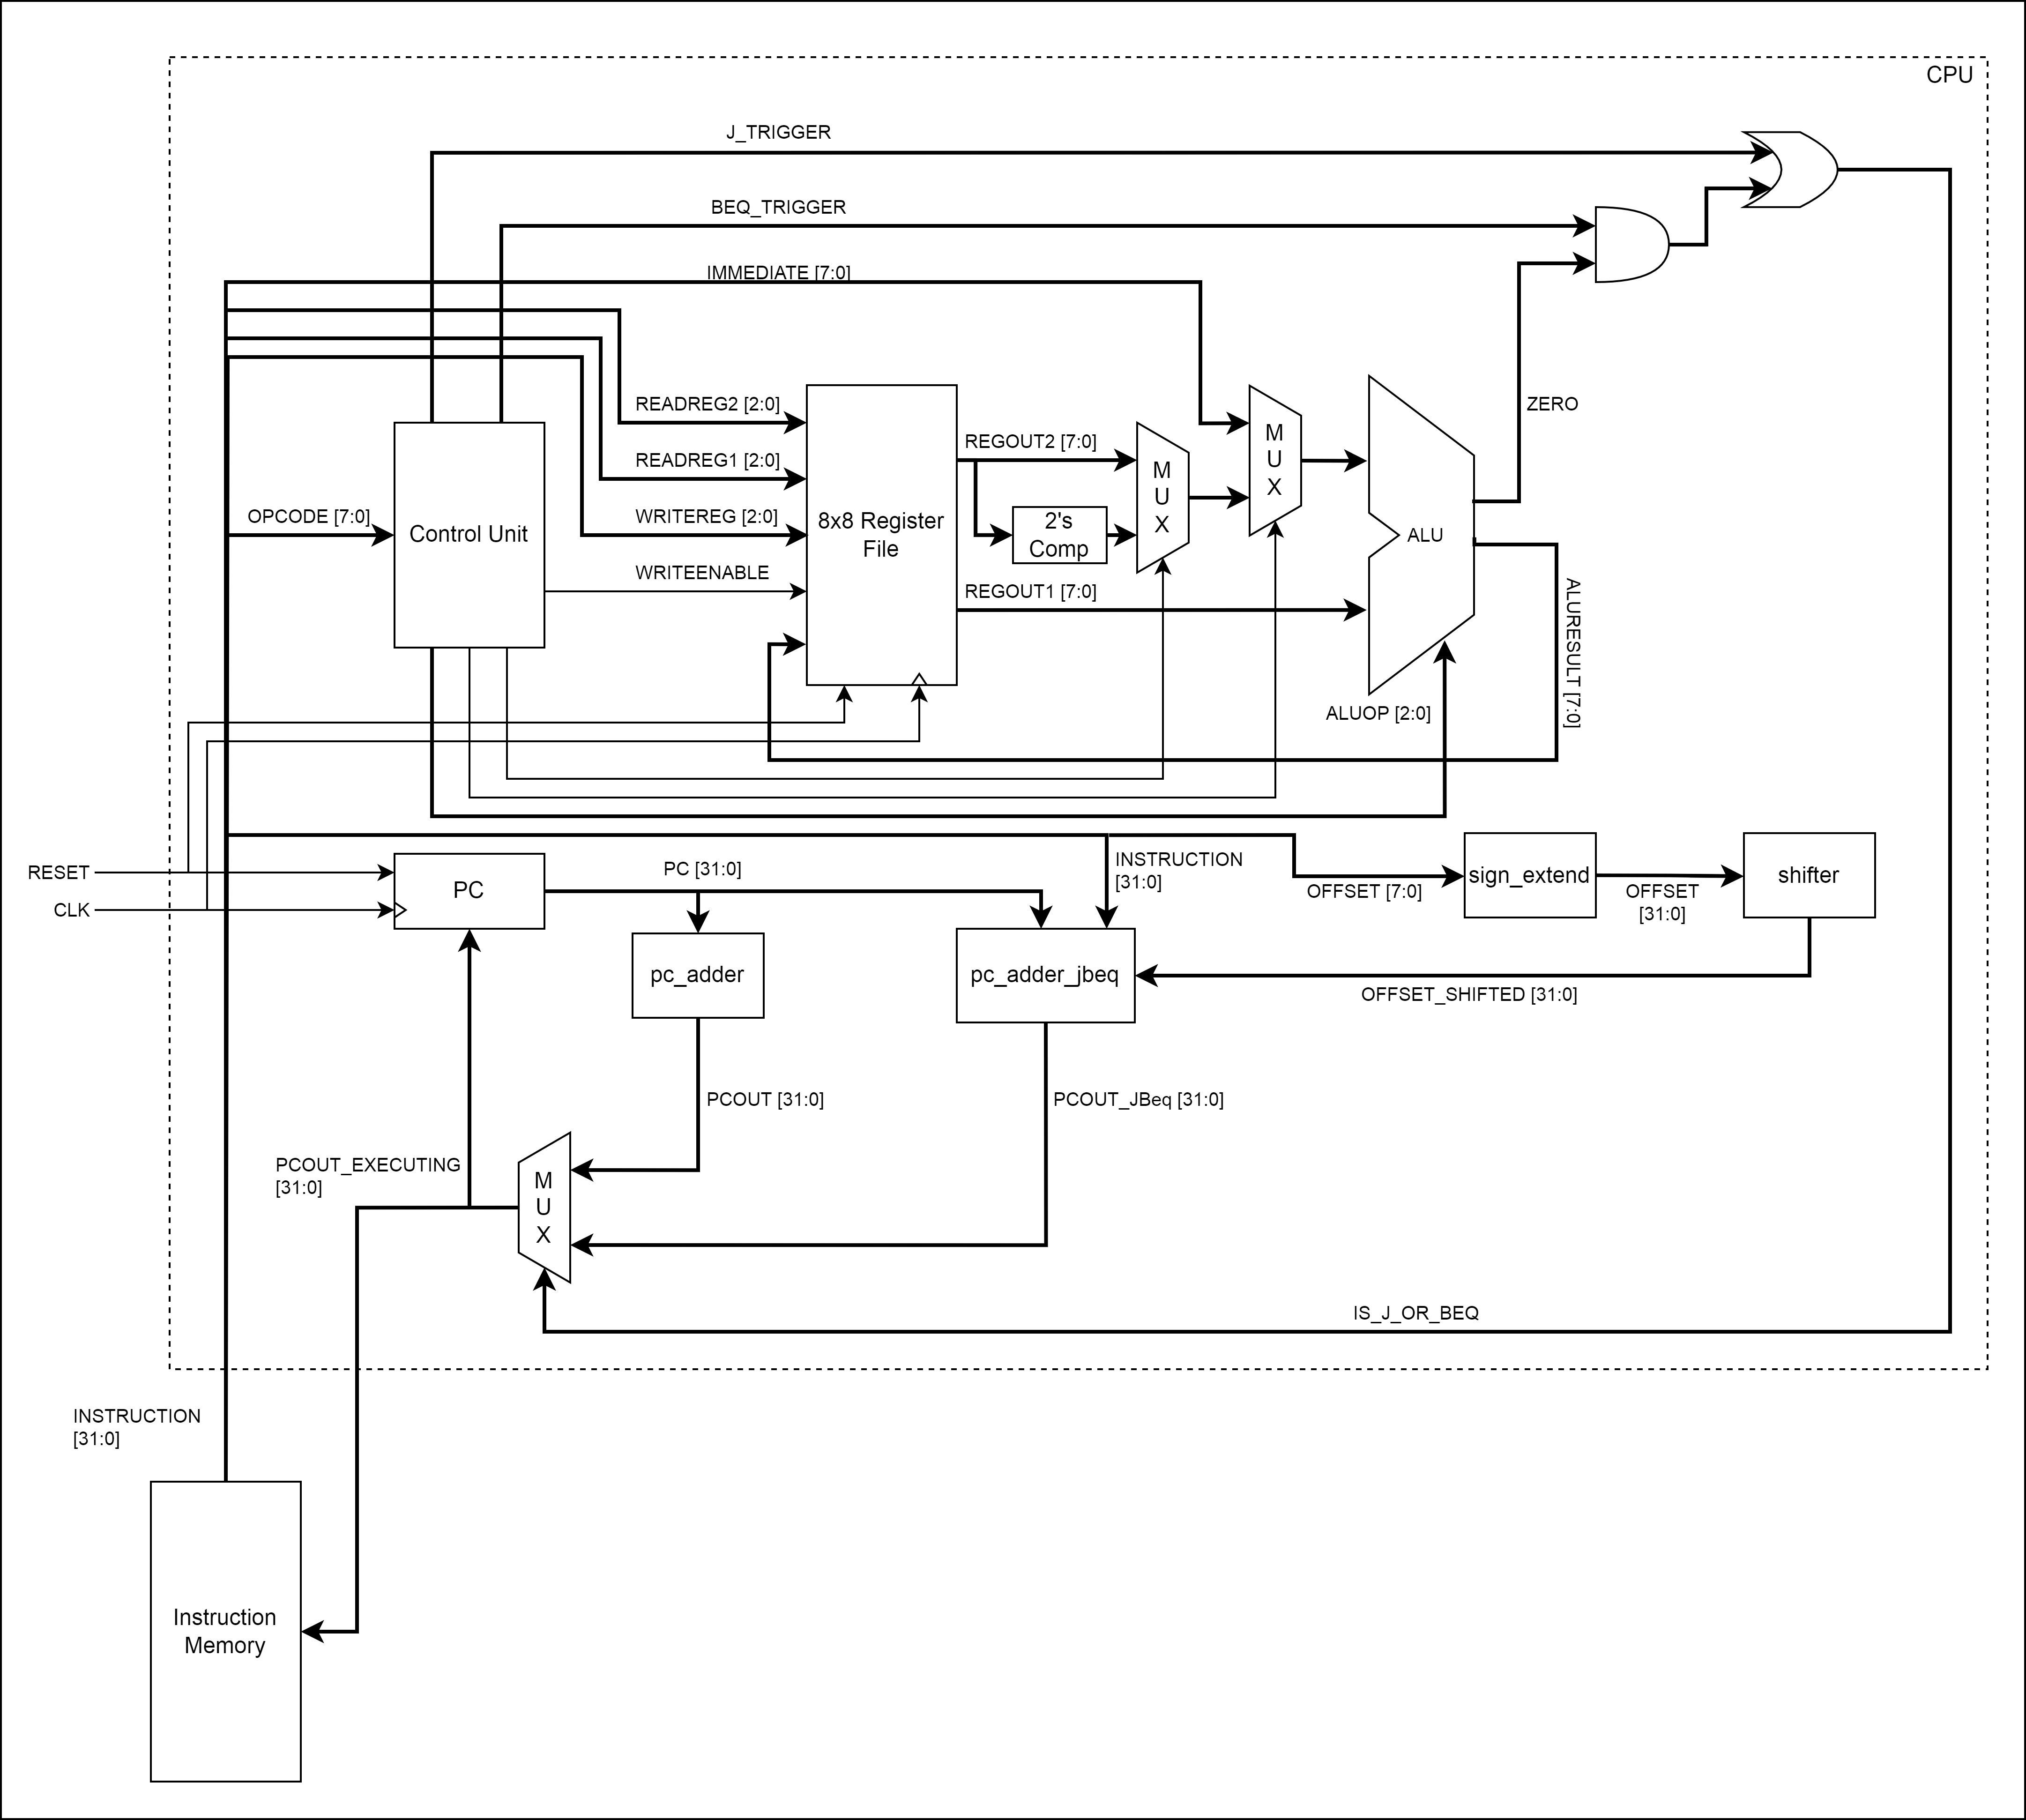 CPU
J_TRIGGER
BEQ_TRIGGER
IMMEDIATE [7:0]
READREG2 [2:0]
READREG1 [2:0]
WRITEREG [2:0]
WRITEENABLE
OPCODE [7:0]
Control Unit
8x8 Register
File
REGOUT2 [7:0]
2's
Comp
REGOUT1 [7:0]
M
U
X
M
U
X
ALU
ZERO
ALURESULT [7:0]
ALUOP [2:0]
RESET
CLK
PC
PC [31:0]
INSTRUCTION
[31:0]
OFFSET [7:0]
sign_extend
OFFSET
[31:0]
shifter
pc_adder
pc_adder_jbeq
OFFSET_SHIFTED [31:0]
PCOUT [31:0]
PCOUT_JBeq [31:0]
PCOUT_EXECUTING
[31:0]
M
U
X
IS_J_OR_BEQ
INSTRUCTION
[31:0]
Instruction
Memory